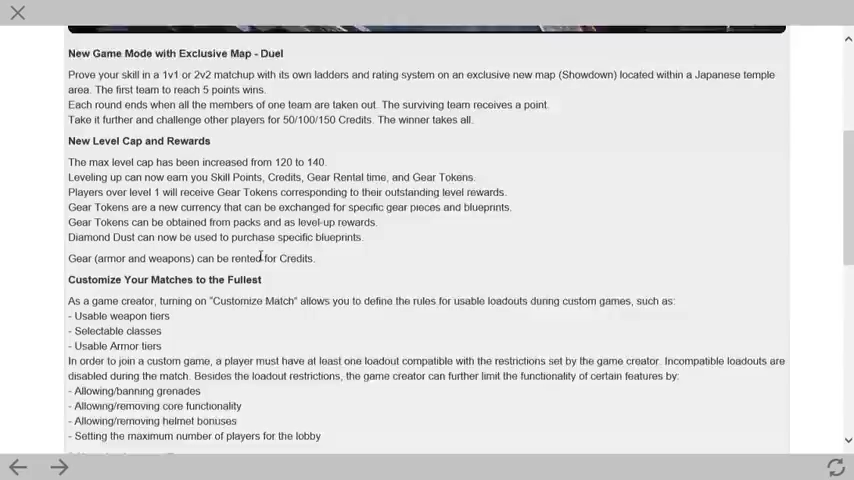 New Game Mode with Exclusive Map - Duel
Prove your skill in a 1v1 or 2v2 matchup with its own ladders and rating system on an exclusive new map (Showdown) located within a Japanese temple
area. The first team to reach 5 points wins.
Each round ends when all the members of one team are taken out. The surviving team receives a point.
Take it further and challenge other players for 50/100/150 Credits. The winner takes all.
New Level Cap and Rewards
The max level cap has been increased from 120 to 140.
Leveling up can now earn you Skill Points, Credits, Gear Rental time, and Gear Tokens.
Players over level 1 will receive Gear Tokens corresponding to their outstanding level rewards.
Gear Tokens are a new currency that can be exchanged for specific gear pieces and blueprints.
Gear Tokens can be obtained from packs and as level-up rewards.
Diamond Dust can now be used to purchase specific blueprints.
Gear (armor and weapons) can be rented for Credits.
Customize Your Matches to the Fullest
As a game creator, turning on "Customize Match" allows you to define the rules for usable loadouts during custom games, such as:
- Usable weapon tiers
- Selectable classes
- Usable Armor tiers
In order to join a custom game, a player must have at least one loadout compatible with the restrictions set by the game creator. Incompatible loadouts are
disabled during the match. Besides the loadout restrictions, the game creator can further limit the functionality of certain features by:
- Allowing/banning grenades
- Allowing/removing core functionality
- Allowing/removing helmet bonuses
- Setting the maximum number of players for the lobby